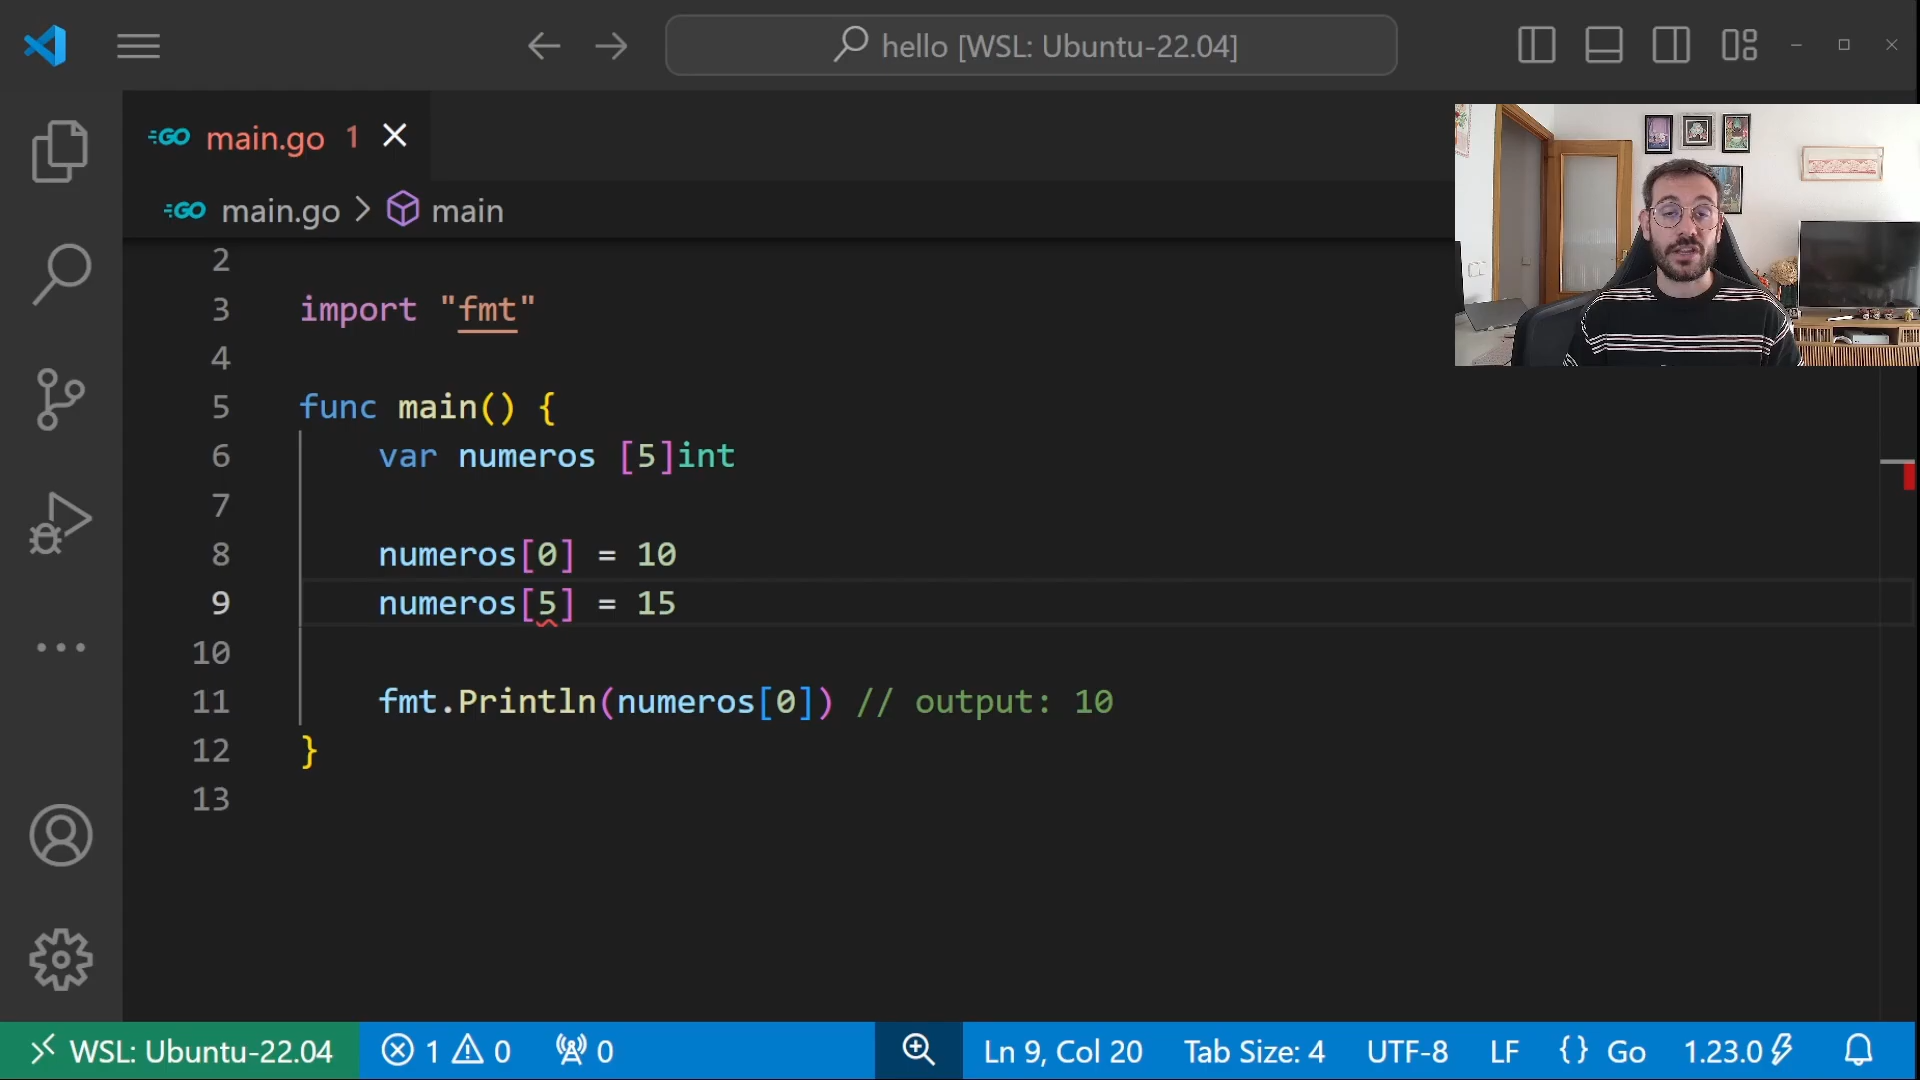 hello [WSL: Ubuntu-22.04]
GO main.go 1
GO main.go > main
2
3 import "fmt"
4
5 func main() {
6 var numeros [5]int
7
8 numeros[0] = 10
9 numeros[5] = 15
10
11 fmt.Println(numeros[0]) // output: 10
12 }
13
WSL: Ubuntu-22.04 1 0 0 Ln 9, Col 20 Tab Size: 4 UTF-8 LF {} Go 1.23.0